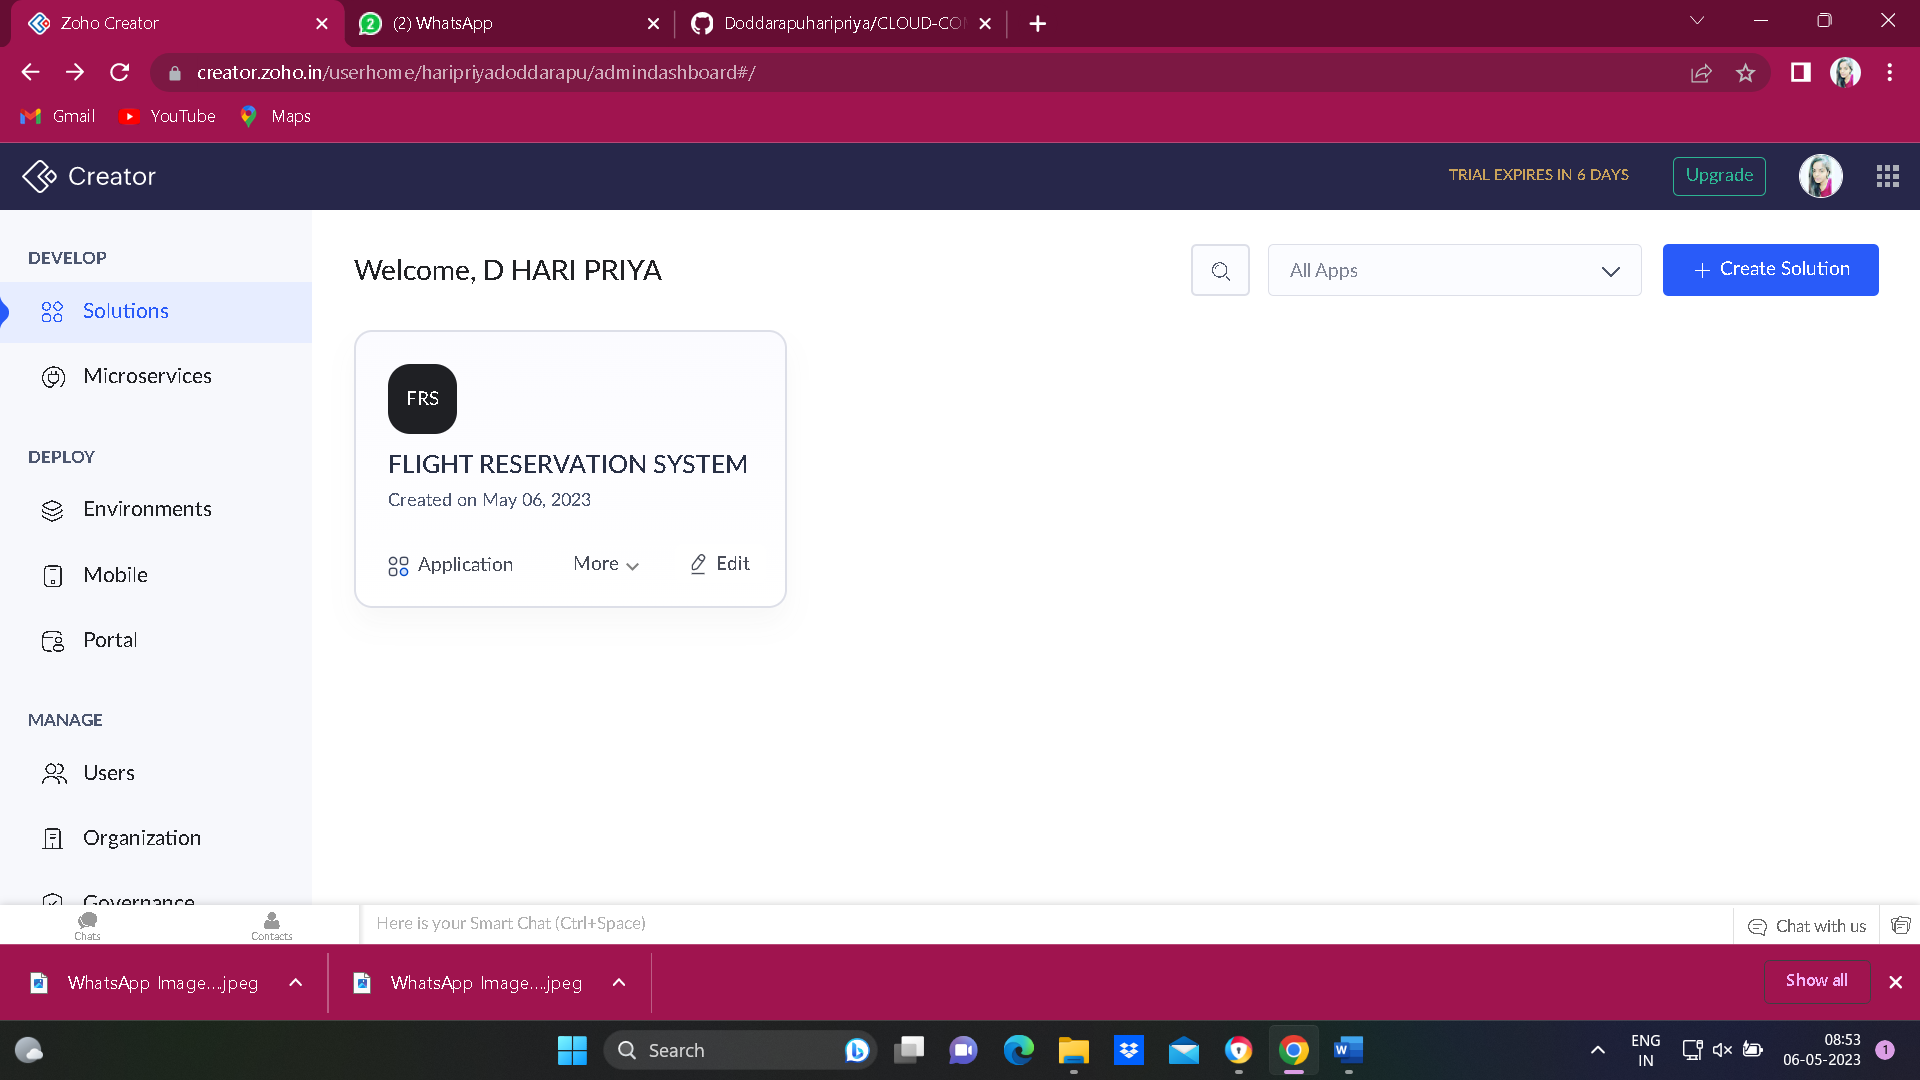 Zoho Creator
(2) WhatsApp
Doddarapuharipriya/CLOUD-CO
creator.zoho.in/userhome/haripriyadoddarapu/admindashboard#/
Gmail
YouTube
Maps
Creator
TRIAL EXPIRES IN 6 DAYS
Upgrade
DEVELOP
Solutions
Microservices
DEPLOY
Environments
Mobile
Portal
MANAGE
Users
Organization
Governance
Welcome, D HARI PRIYA
All Apps
+ Create Solution
FRS
FLIGHT RESERVATION SYSTEM
Created on May 06, 2023
Application
More
Edit
Chats
Contacts
Here is your Smart Chat (Ctrl+Space)
Chat with us
WhatsApp Image....jpeg
WhatsApp Image....jpeg
Show all
Search
ENG
IN
08:53
06-05-2023
1